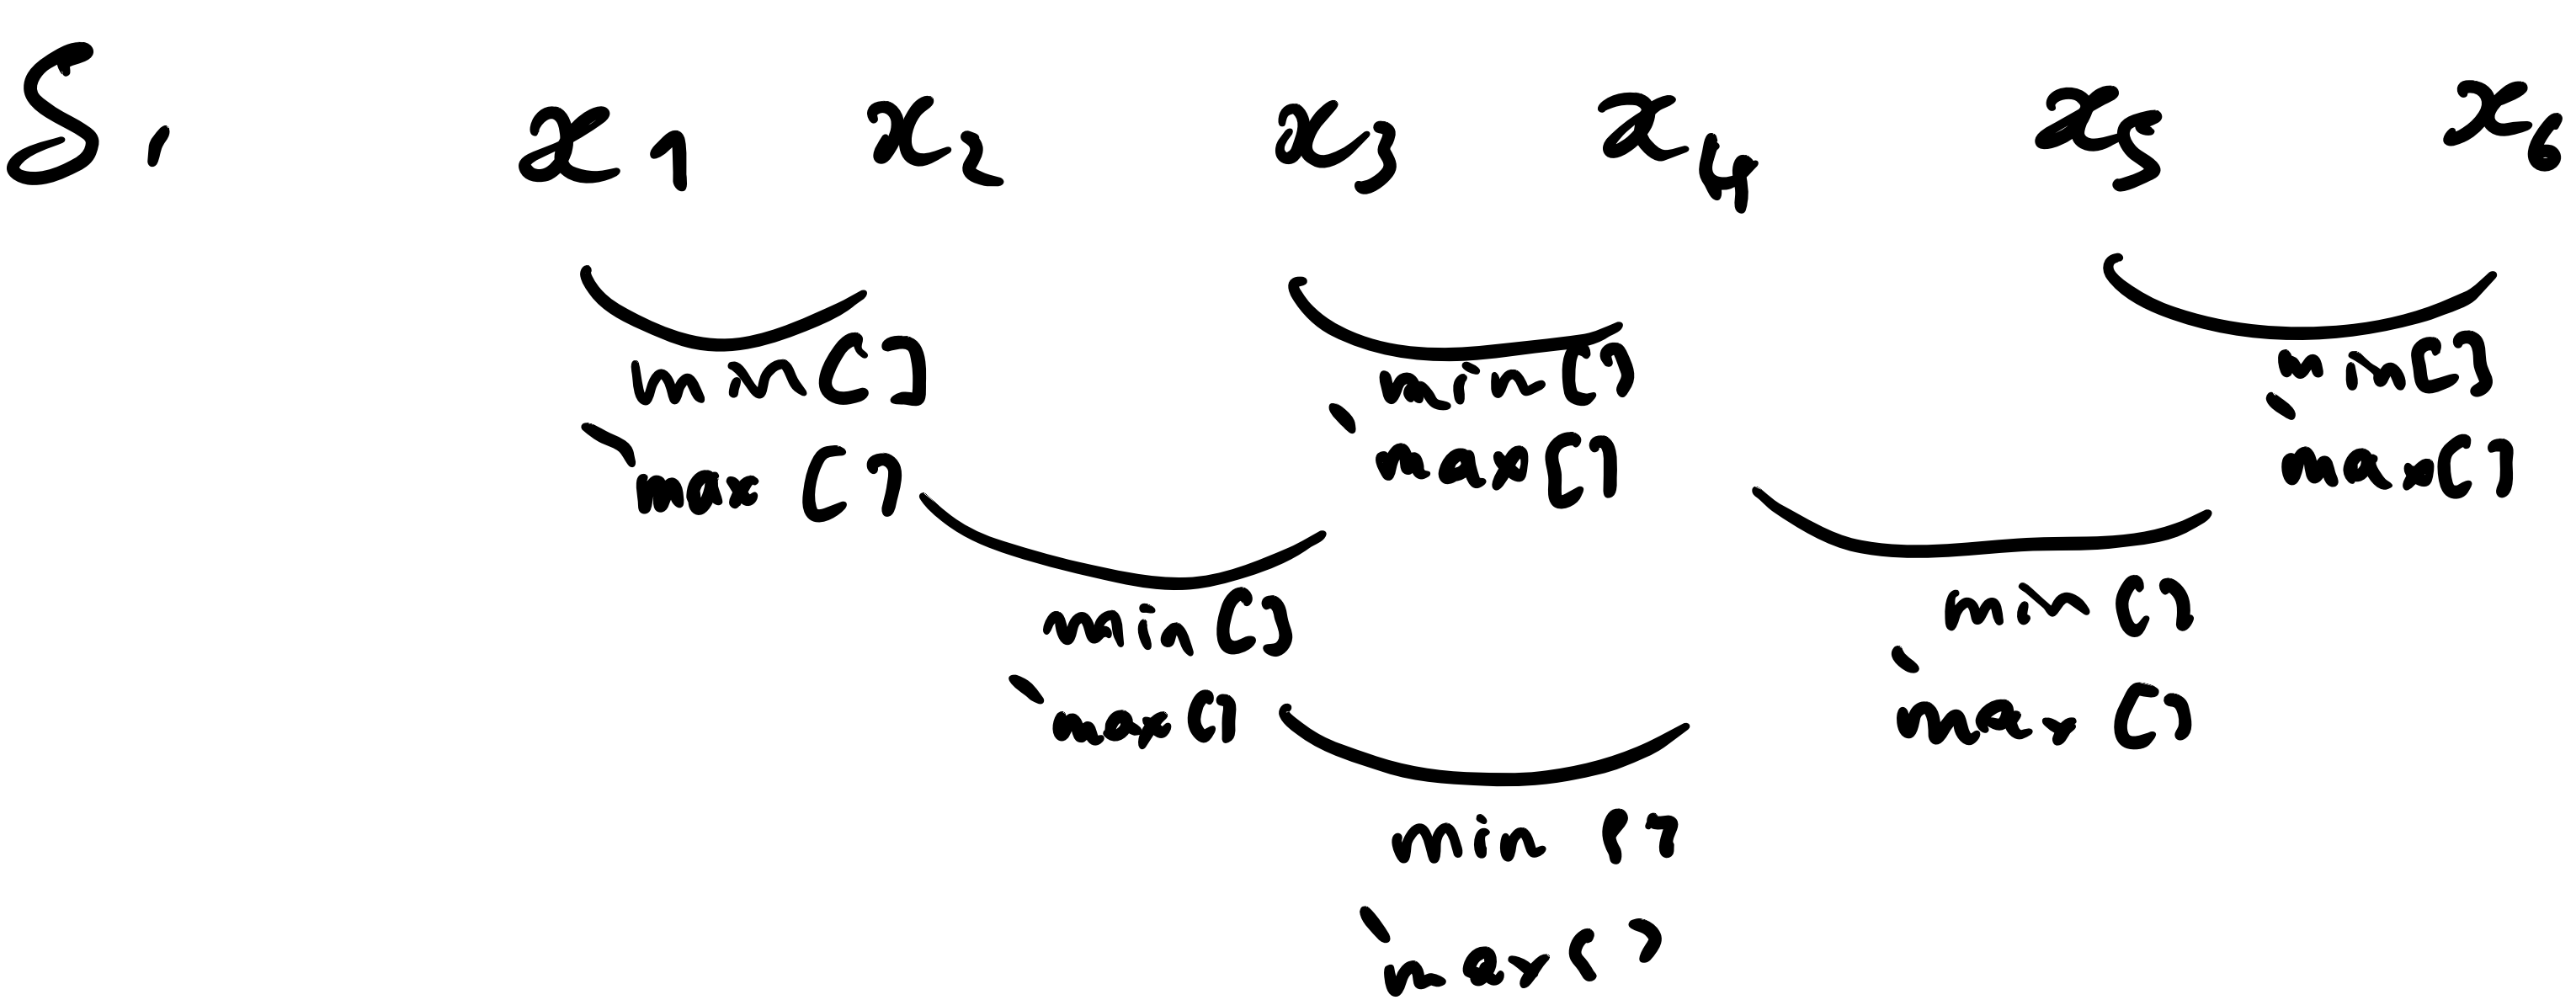 S, x1 x2 x3 x4 x5 x6
min[] min[] min[]
` max[] ` max[] ` max[]
min[] min[]
` max[] ` max[]
min []
` max[]